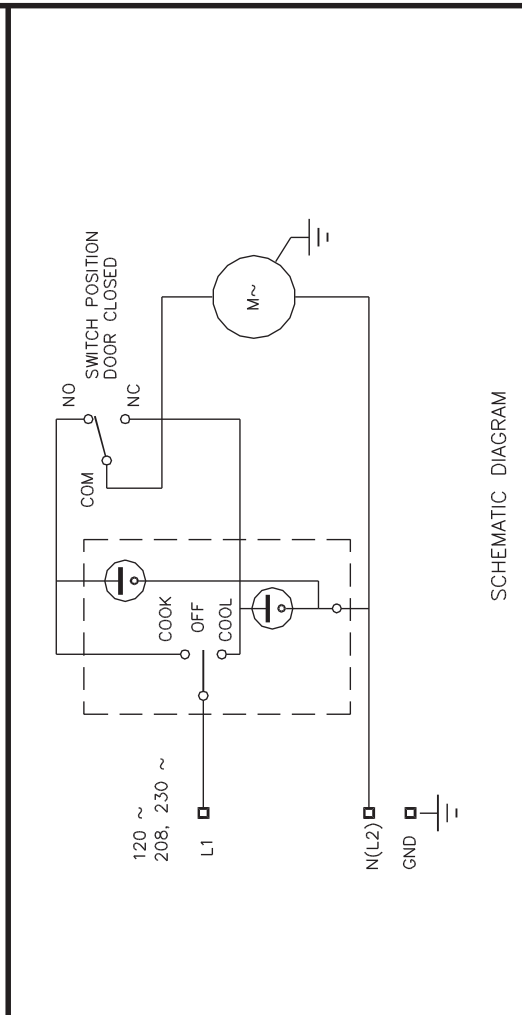 120 ~
208, 230 ~
L1
N(L2)
GND
COOK
OFF
COOL
COM
NO
NC
SWITCH POSITION
DOOR CLOSED
M~
SCHEMATIC DIAGRAM